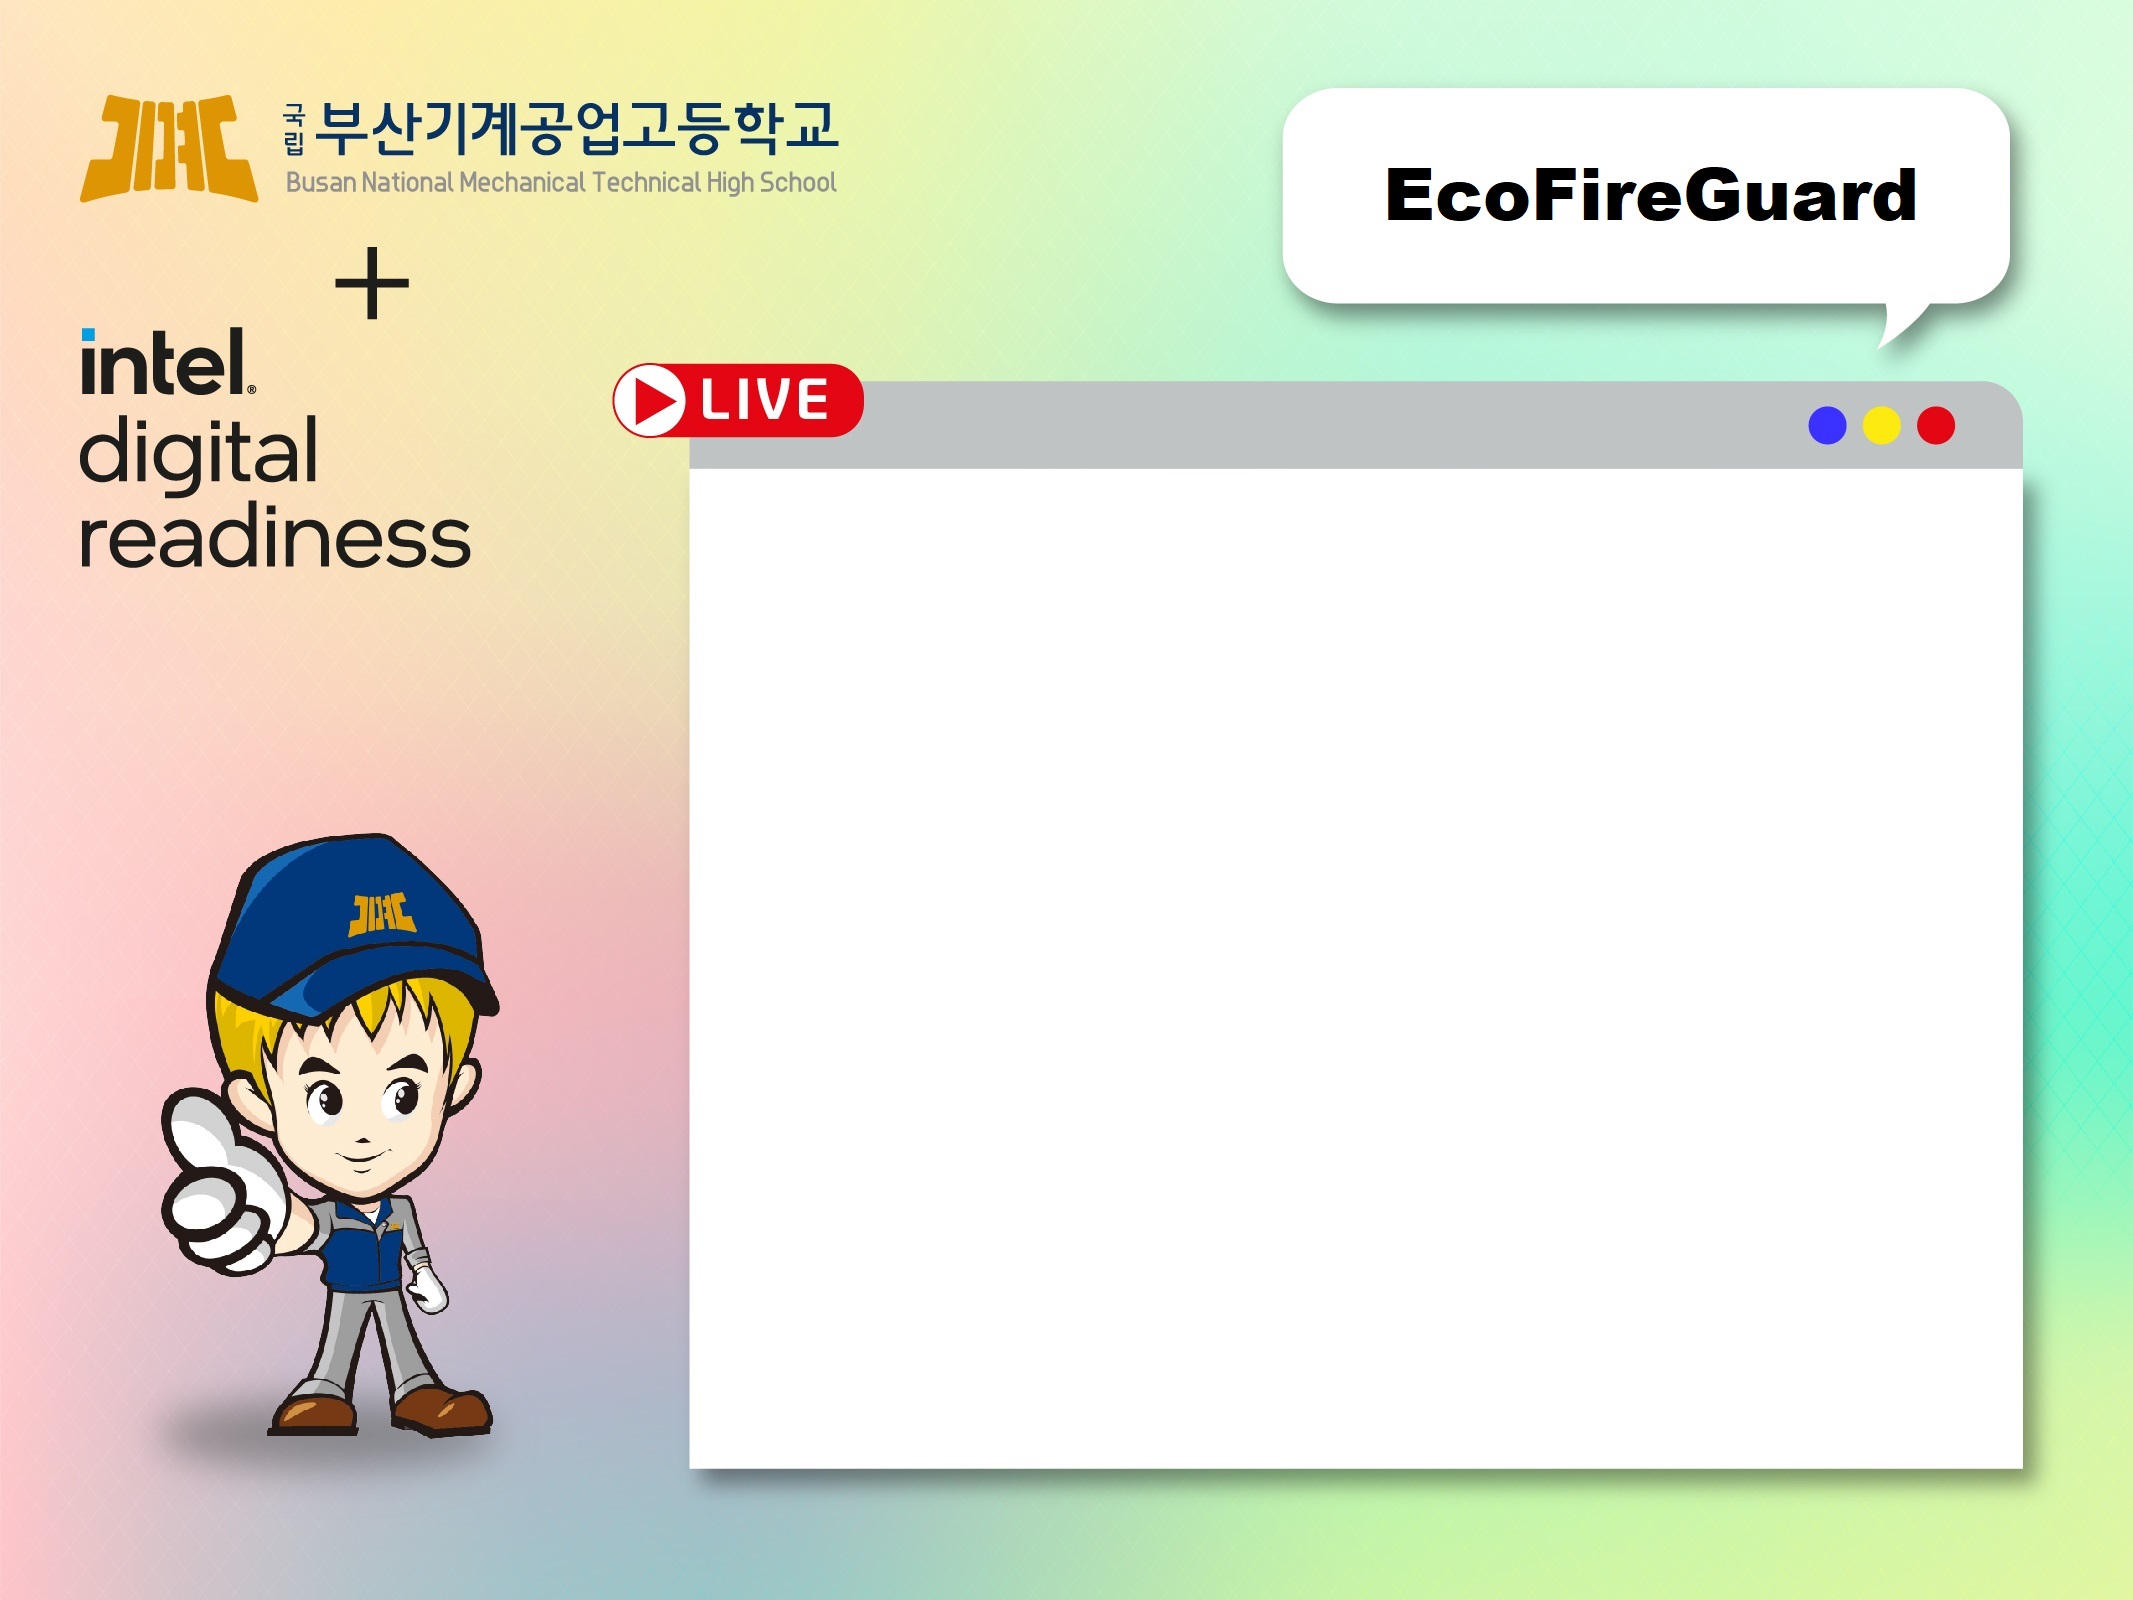 국립 부산기계공업고등학교
Busan National Mechanical Technical High School
+
intel®
digital
readiness
EcoFireGuard
LIVE